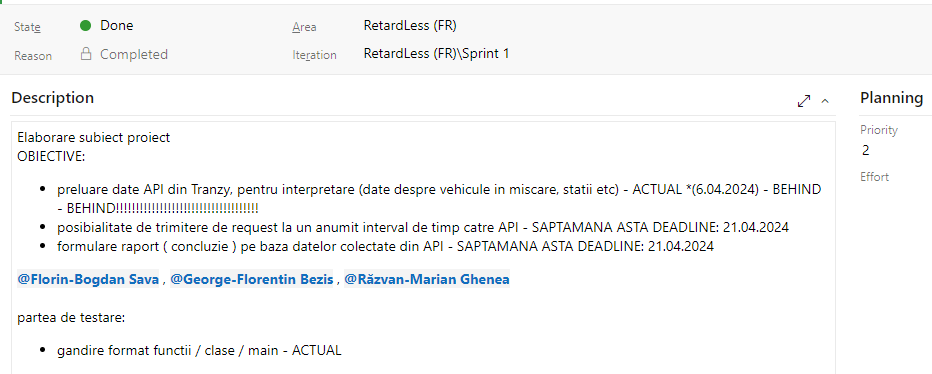 State
Done
Area
RetardLess (FR)
Reason
Completed
Iteration
RetardLess (FR)\Sprint 1
Description
Planning
Elaborare subiect proiect
OBIECTIVE:
• preluare date API din Tranzy, pentru interpretare (date despre vehicule in miscare, statii etc) - ACTUAL *(6.04.2024) - BEHIND
- BEHIND!!!!!!!!!!!!!!!!!!!!!!!!!!!!!!!!!!!!
• posibialitate de trimitere de request la un anumit interval de timp catre API - SAPTAMANA ASTA DEADLINE: 21.04.2024
• formulare raport ( concluzie ) pe baza datelor colectate din API - SAPTAMANA ASTA DEADLINE: 21.04.2024
@Florin-Bogdan Sava , @George-Florentin Bezis , @Răzvan-Marian Ghenea
partea de testare:
• gandire format functii / clase / main - ACTUAL
Priority
2
Effort